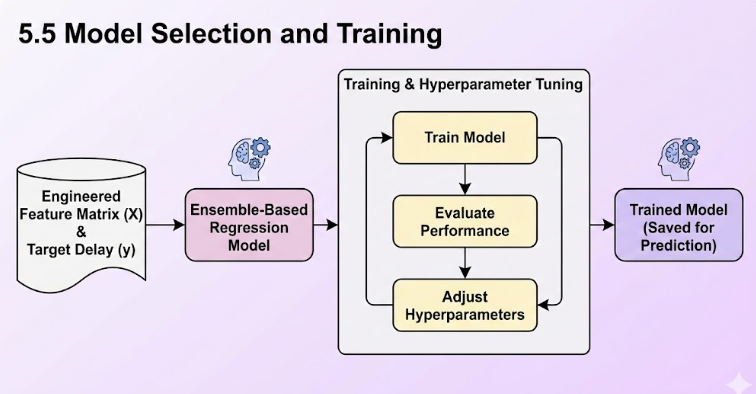 5.5 Model Selection and Training
Training & Hyperparameter Tuning
Engineered
Feature Matrix (X)
&
Target Delay (y)
Ensemble-Based
Regression
Model
Train Model
Evaluate
Performance
Adjust
Hyperparameters
Trained Model
(Saved for
Prediction)